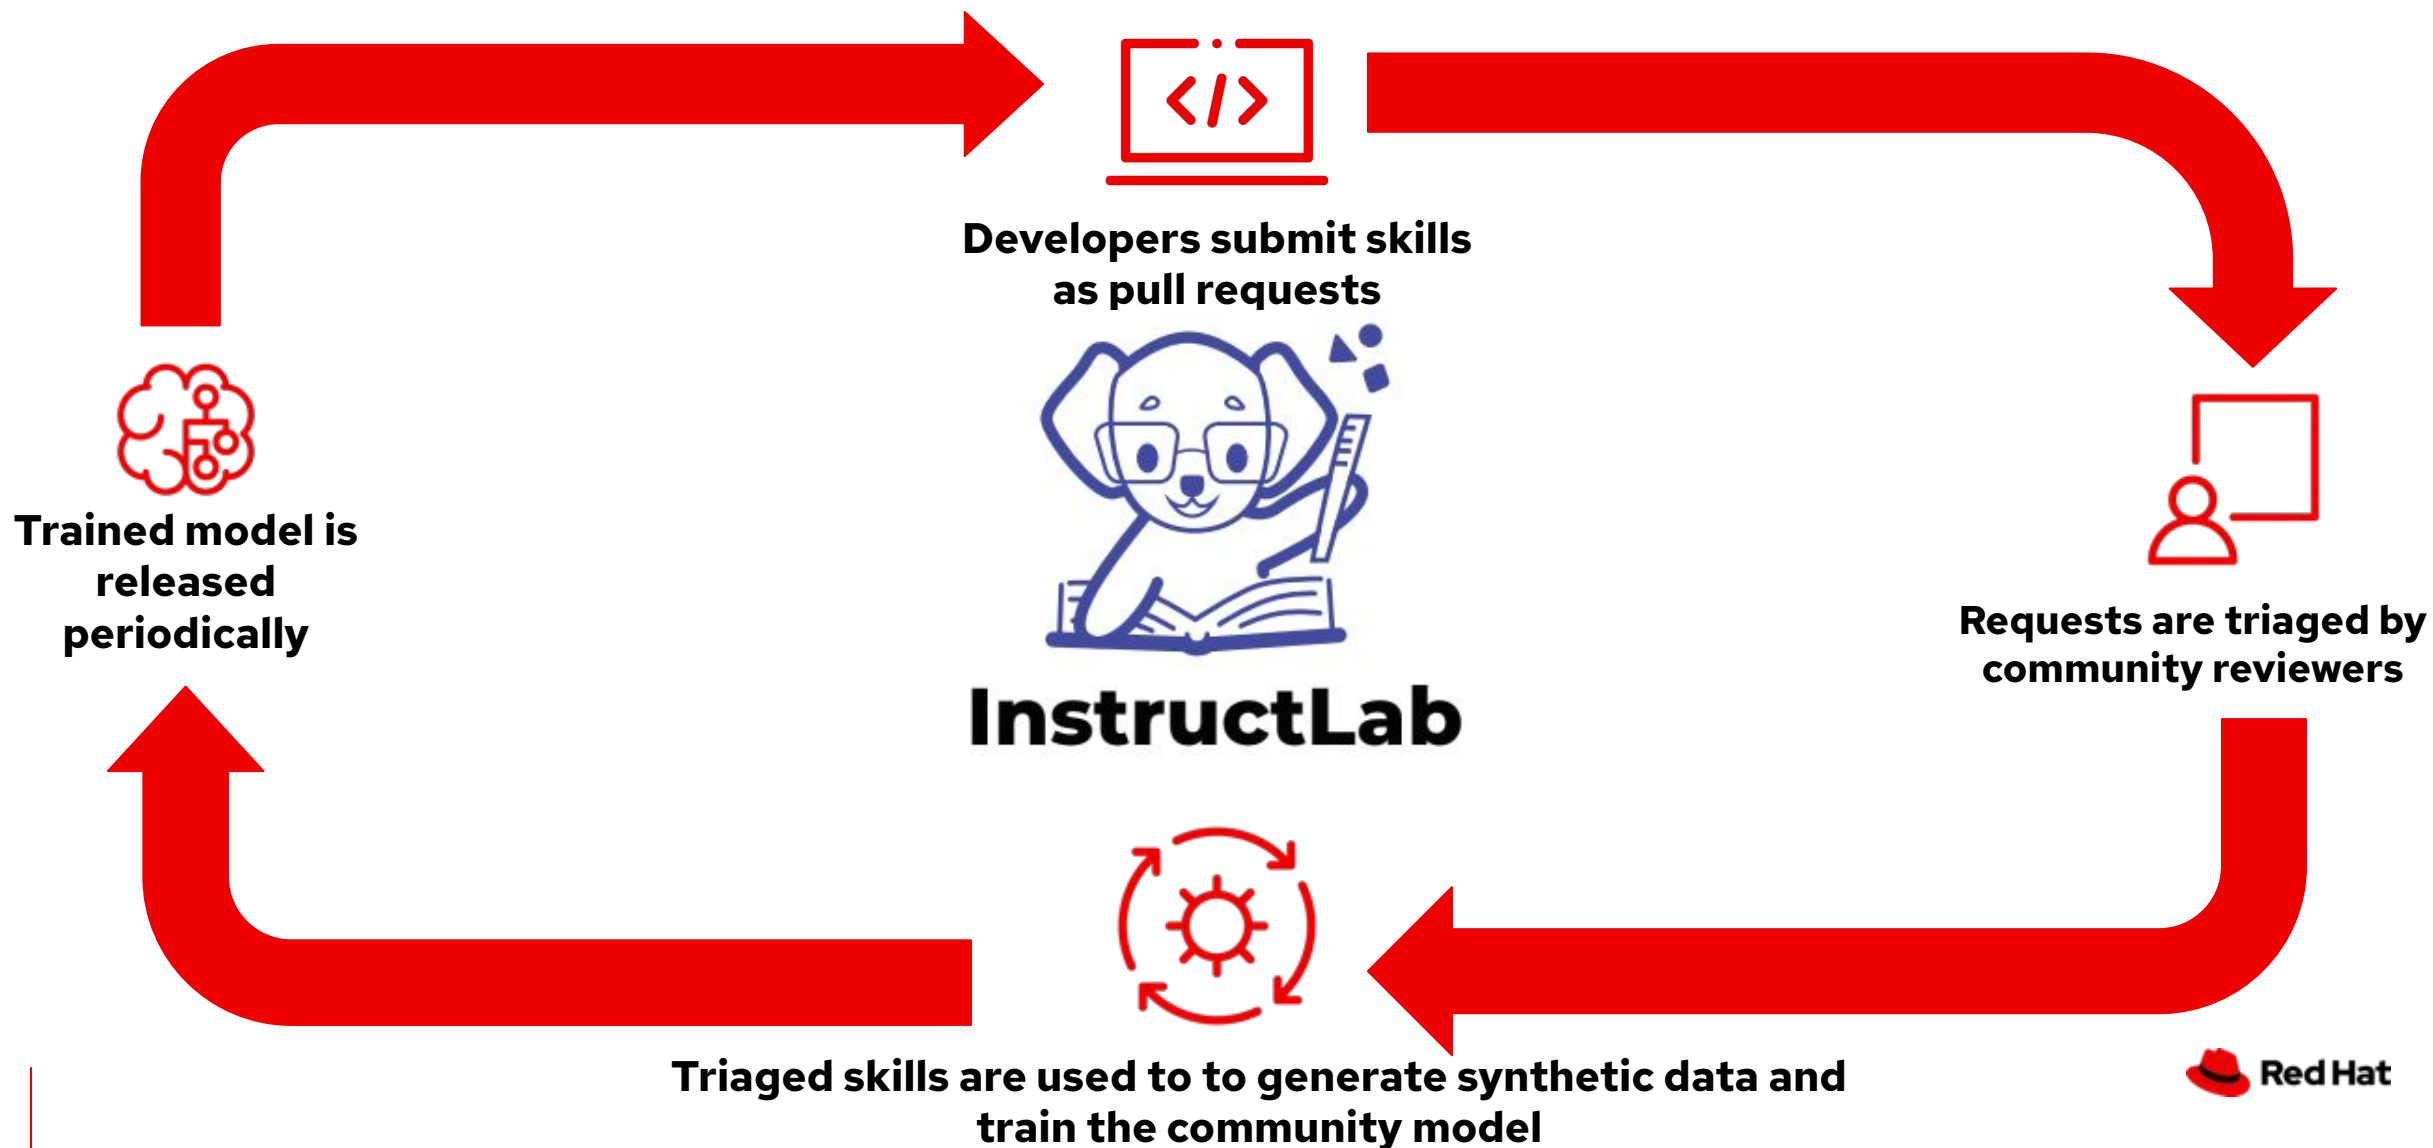 </>
Developers submit skills
as pull requests
Trained model is
released
periodically
Requests are triaged by
community reviewers
InstructLab
Triaged skills are used to to generate synthetic data and
train the community model
Red Hat